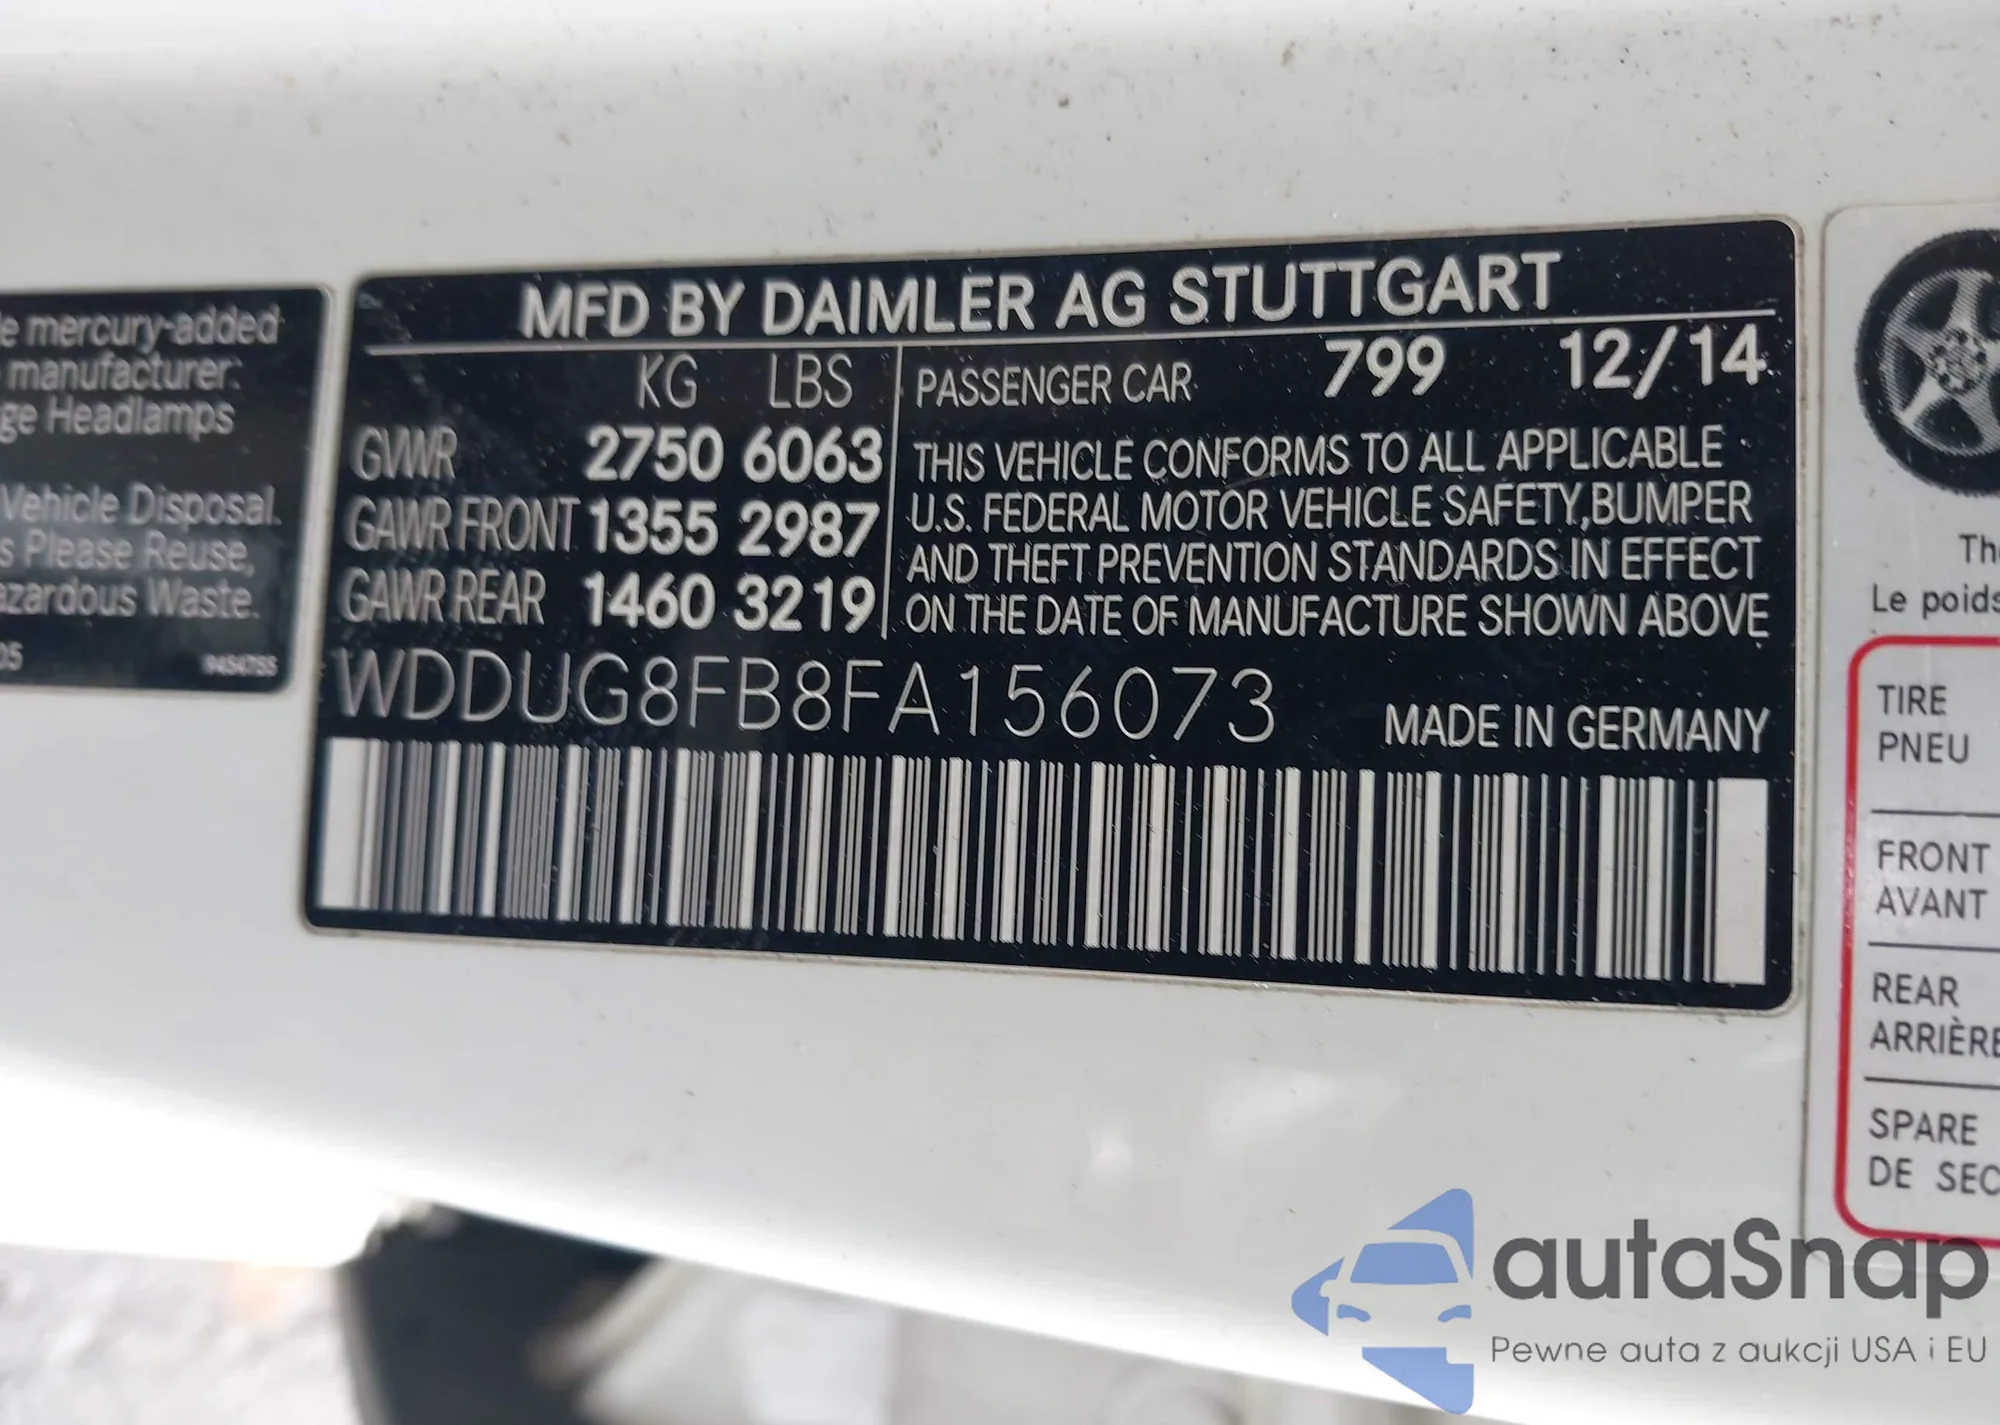 le mercury-added
manufacturer:
ge Headlamps
Vehicle Disposal.
s Please Reuse,
azardous Waste.
05
MFD BY DAIMLER AG STUTTGART
KG LBS
GVWR 2750 6063
GAWR FRONT 1355 2987
GAWR REAR 1460 3219
PASSENGER CAR 799 12/14
THIS VEHICLE CONFORMS TO ALL APPLICABLE
U.S. FEDERAL MOTOR VEHICLE SAFETY,BUMPER
AND THEFT PREVENTION STANDARDS IN EFFECT
ON THE DATE OF MANUFACTURE SHOWN ABOVE
WDDUG8FB8FA156073
MADE IN GERMANY
Th
Le poids
TIRE
PNEU
FRONT
AVANT
REAR
ARRIÈRE
SPARE
DE SEC
autaSnap
Pewne auta z aukcji USA i EU